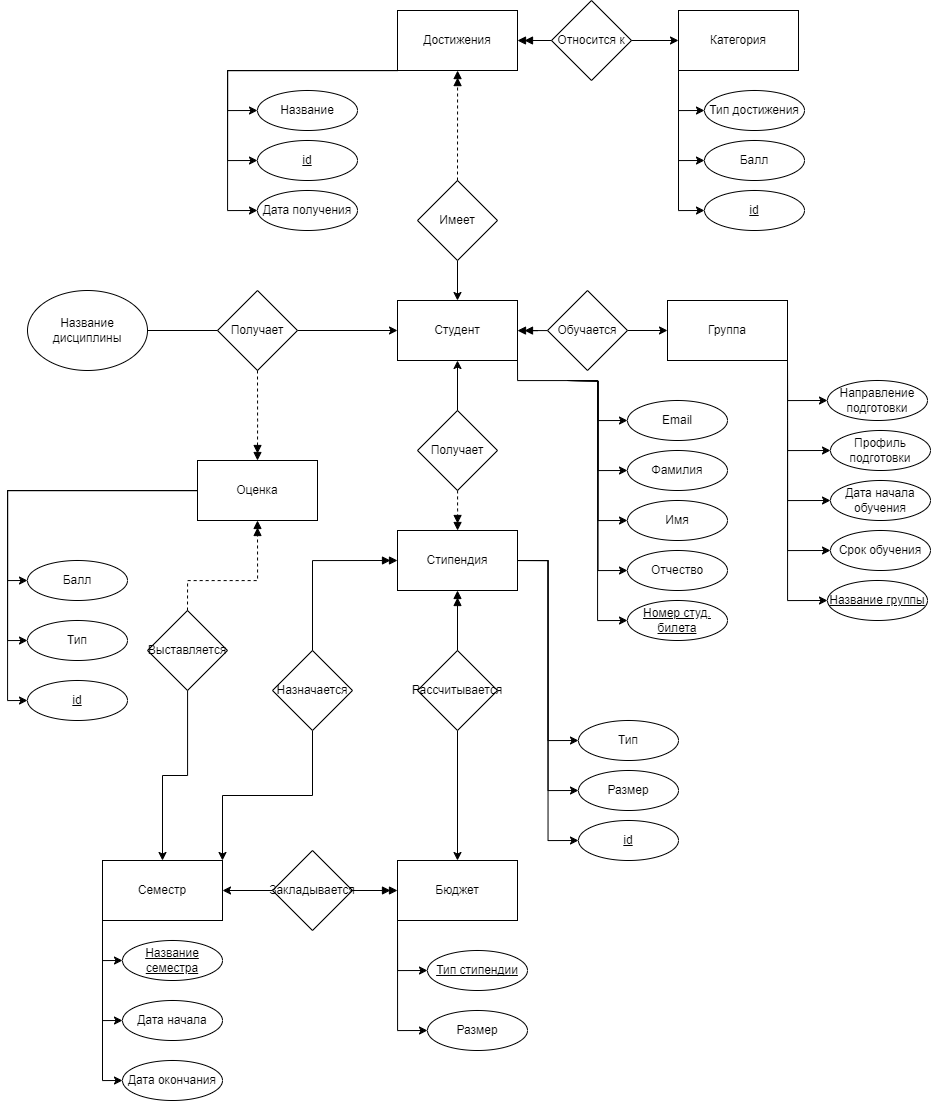 Достижения
Относится к
Категория
Название
id
Дата получения
Тип достижения
Балл
id
Имеет
Название
дисциплины
Получает
Студент
Обучается
Группа
Направление
подготовки
Профиль
подготовки
Дата начала
обучения
Срок обучения
Название группы
Email
Фамилия
Имя
Отчество
Номер студ.
билета
Получает
Оценка
Стипендия
Балл
Тип
id
Выставляется
Назначается
Рассчитывается
Тип
Размер
id
Семестр
Закладывается
Бюджет
Название
семестра
Дата начала
Дата окончания
Тип стипендии
Размер